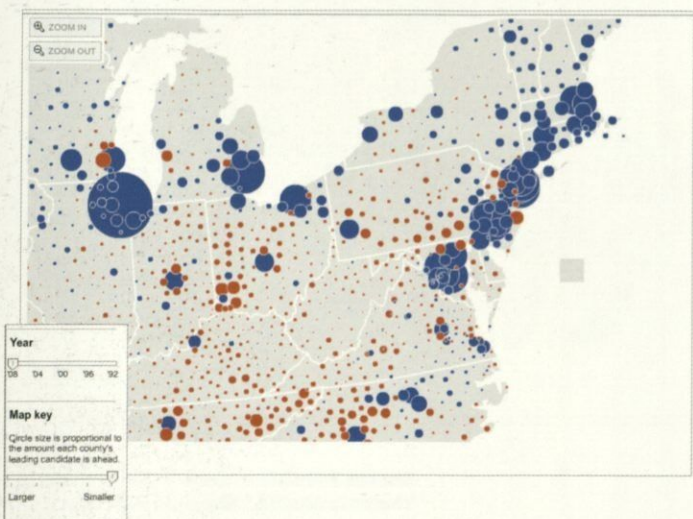 ZOOM IN
ZOOM OUT
Year
'08 '04 '00 '96 '92
Map key
Circle size is proportional to
the amount each county's
leading candidate is ahead.
Larger Smaller